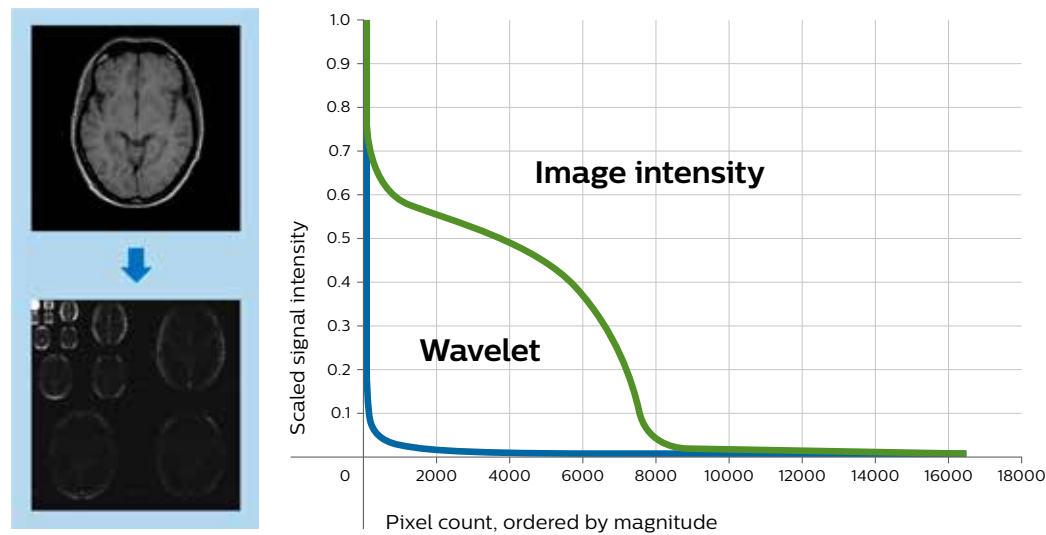 1.0
0.9
0.8
0.7
0.6
0.5
0.4
0.3
0.2
0.1
Scaled signal intensity
Image intensity
Wavelet
0 2000 4000 6000 8000 10000 12000 14000 16000 18000
Pixel count, ordered by magnitude